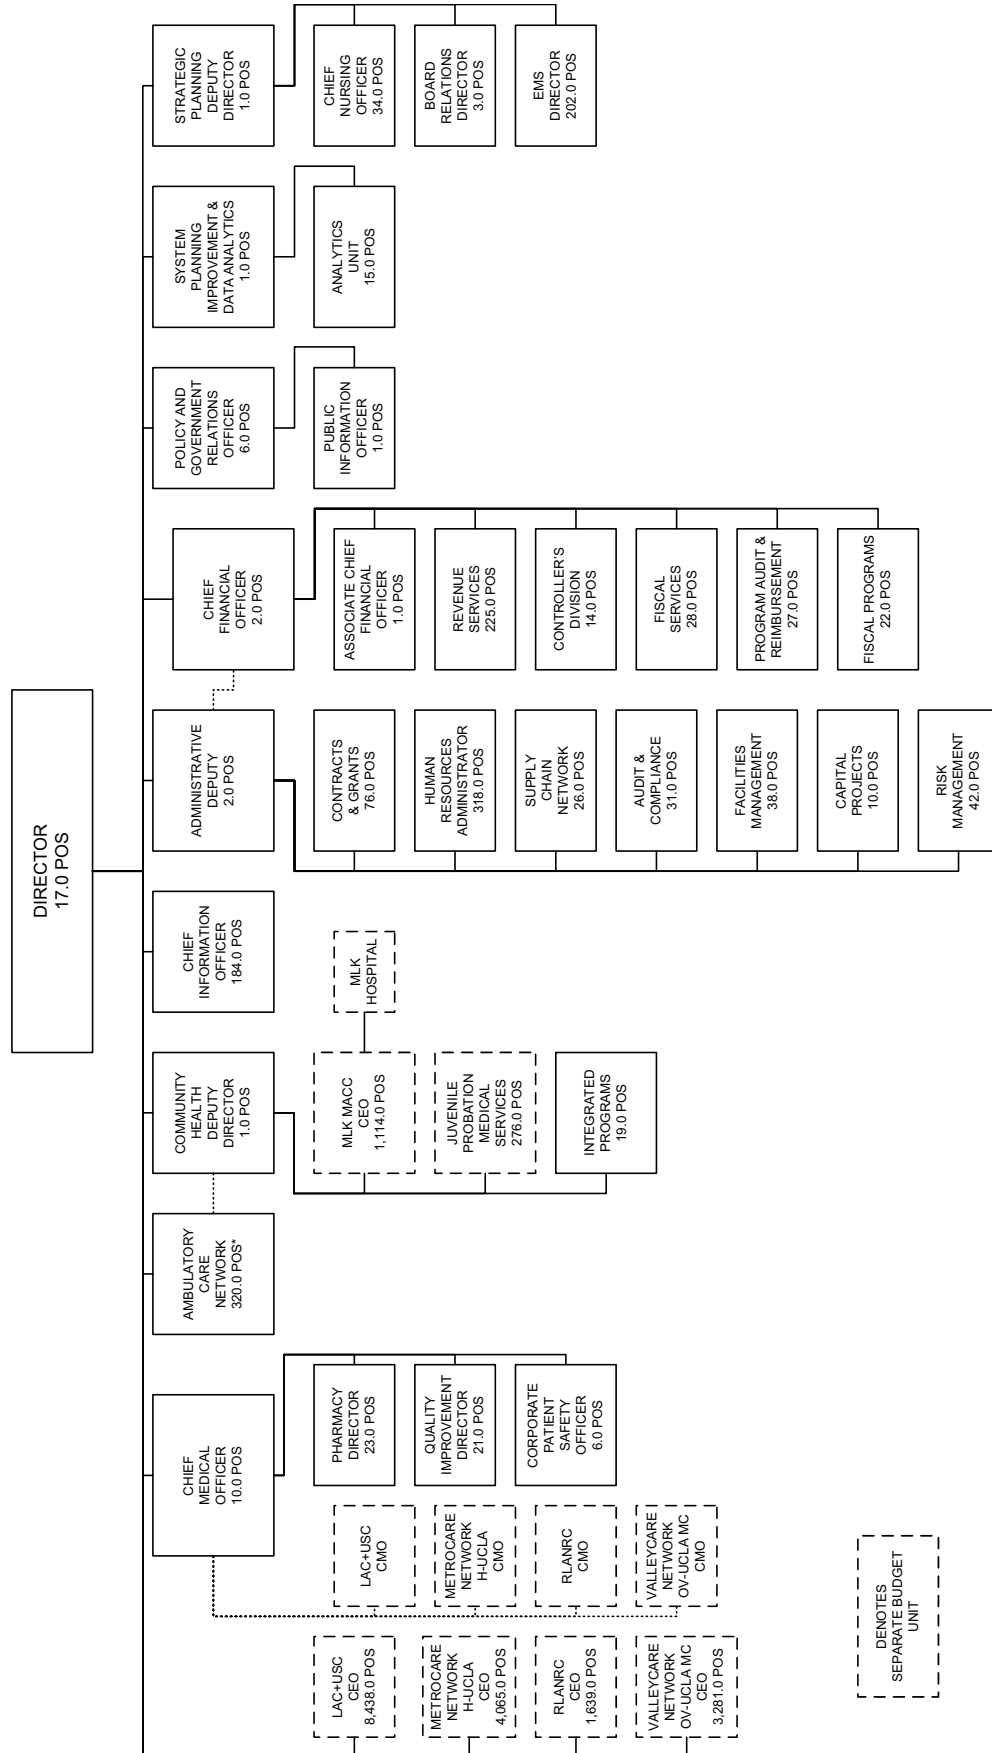 DIRECTOR
17.0 POS
CHIEF
MEDICAL
OFFICER
10.0 POS
AMBULATORY
CARE
NETWORK
320.0 POS*
COMMUNITY
HEALTH
DEPUTY
DIRECTOR
1.0 POS
CHIEF
INFORMATION
OFFICER
184.0 POS
ADMINISTRATIVE
DEPUTY
2.0 POS
CHIEF
FINANCIAL
OFFICER
2.0 POS
POLICY AND
GOVERNMENT
RELATIONS
OFFICER
6.0 POS
SYSTEM
PLANNING
IMPROVEMENT &
DATA ANALYTICS
1.0 POS
STRATEGIC
PLANNING
DEPUTY
DIRECTOR
1.0 POS
LAC+USC
CEO
8,438.0 POS
METROCARE
NETWORK
H-UCLA
CEO
4,065.0 POS
RLANRC
CEO
1,639.0 POS
VALLEYCARE
NETWORK
OV-UCLA MC
CEO
3,281.0 POS
LAC+USC
CMO
METROCARE
NETWORK
H-UCLA
CMO
RLANRC
CMO
VALLEYCARE
NETWORK
OV-UCLA MC
CMO
PHARMACY
DIRECTOR
23.0 POS
QUALITY
IMPROVEMENT
DIRECTOR
21.0 POS
CORPORATE
PATIENT
SAFETY
OFFICER
6.0 POS
MLK MACC
CEO
1,114.0 POS
MLK
HOSPITAL
JUVENILE
PROBATION
MEDICAL
SERVICES
276.0 POS
INTEGRATED
PROGRAMS
19.0 POS
CONTRACTS
& GRANTS
76.0 POS
HUMAN
RESOURCES
ADMINISTRATOR
318.0 POS
SUPPLY
CHAIN
NETWORK
26.0 POS
AUDIT &
COMPLIANCE
31.0 POS
FACILITIES
MANAGEMENT
38.0 POS
CAPITAL
PROJECTS
10.0 POS
RISK
MANAGEMENT
42.0 POS
ASSOCIATE CHIEF
FINANCIAL
OFFICER
1.0 POS
REVENUE
SERVICES
225.0 POS
CONTROLLER'S
DIVISION
14.0 POS
FISCAL
SERVICES
28.0 POS
PROGRAM AUDIT &
REIMBURSEMENT
27.0 POS
FISCAL PROGRAMS
22.0 POS
PUBLIC
INFORMATION
OFFICER
1.0 POS
ANALYTICS
UNIT
15.0 POS
CHIEF
NURSING
OFFICER
34.0 POS
BOARD
RELATIONS
DIRECTOR
3.0 POS
EMS
DIRECTOR
202.0 POS
DENOTES
SEPARATE BUDGET
UNIT